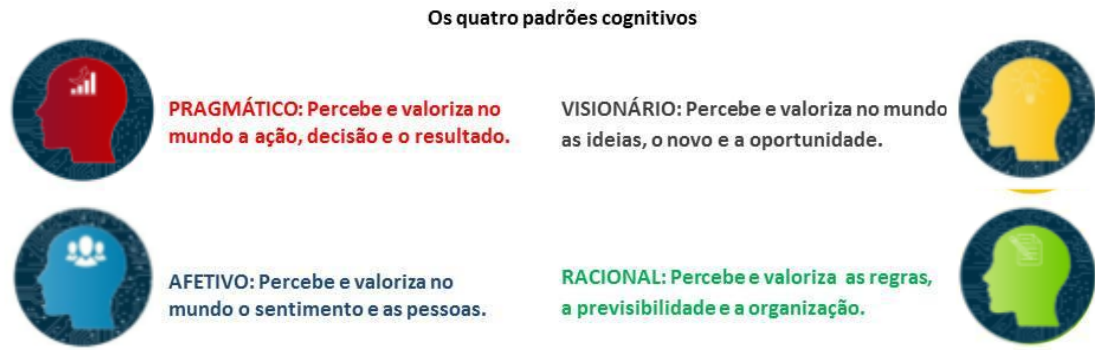 Os quatro padrões cognitivos
PRAGMÁTICO: Percebe e valoriza no
mundo a ação, decisão e o resultado.
VISIONÁRIO: Percebe e valoriza no mundo
as ideias, o novo e a oportunidade.
AFETIVO: Percebe e valoriza no
mundo o sentimento e as pessoas.
RACIONAL: Percebe e valoriza as regras,
a previsibilidade e a organização.